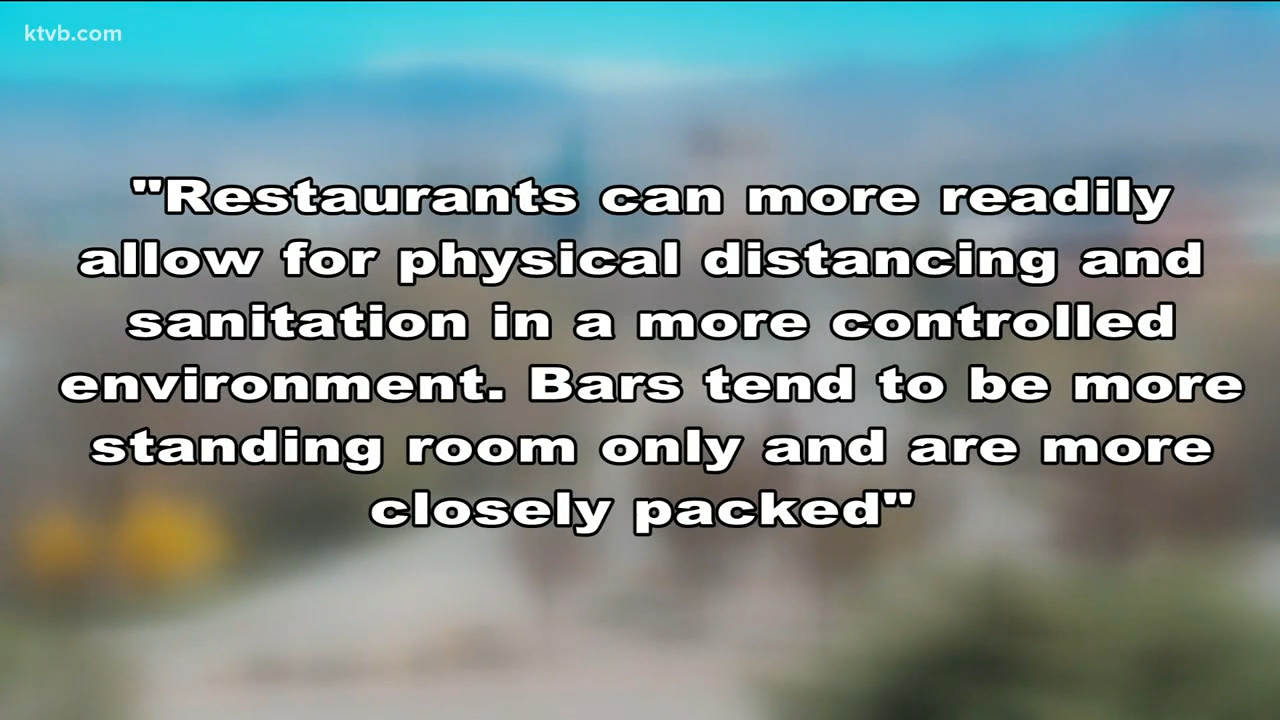 ktvb.com
"Restaurants can more readily
allow for physical distancing and
sanitation in a more controlled
environment. Bars tend to be more
standing room only and are more
closely packed"